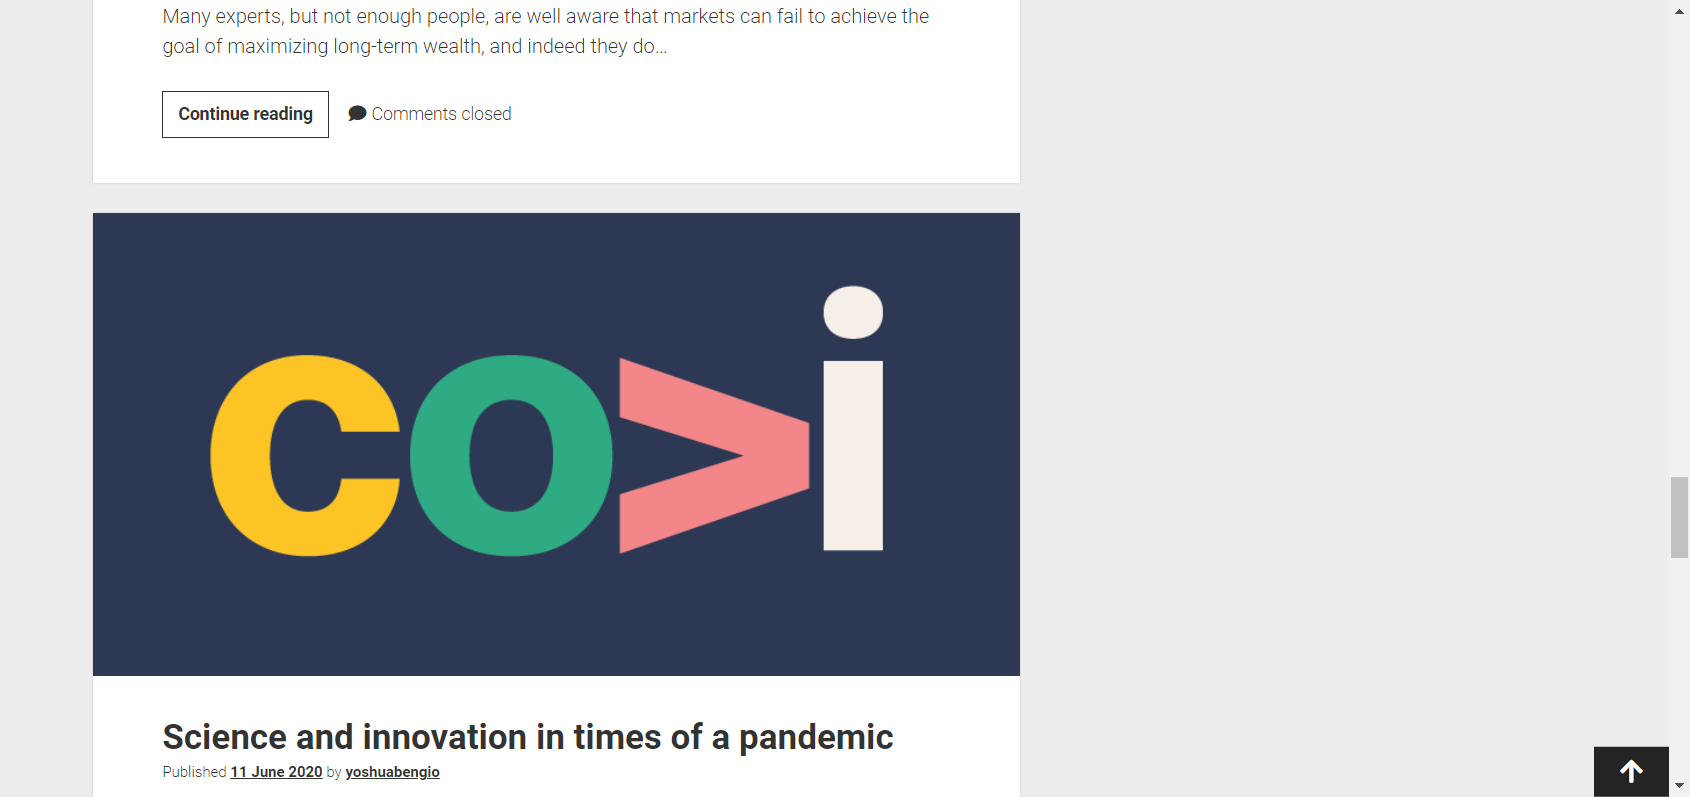 Many experts, but not enough people, are well aware that markets can fail to achieve the
goal of maximizing long-term wealth, and indeed they do…
Continue reading
Comments closed
co>i
Science and innovation in times of a pandemic
Published 11 June 2020 by yoshuabengio